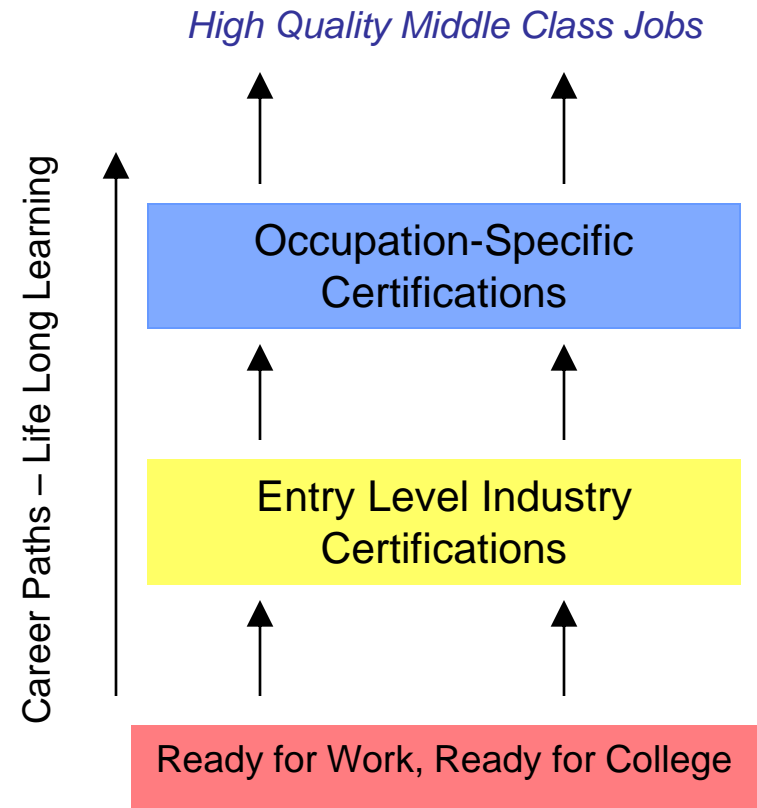 High Quality Middle Class Jobs
Career Paths – Life Long Learning
Occupation-Specific
Certifications
Entry Level Industry
Certifications
Ready for Work, Ready for College